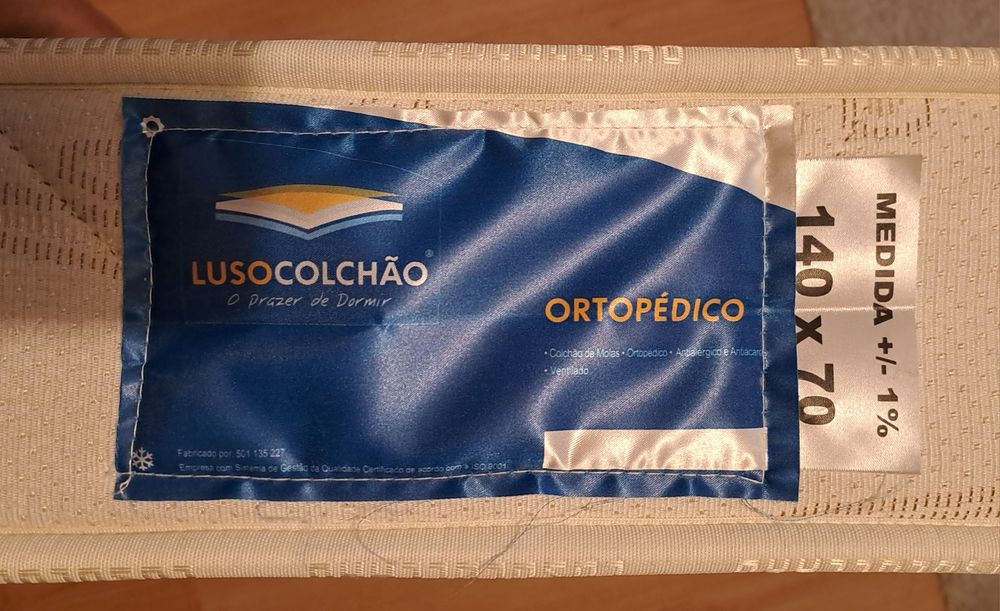 LUSOCOLCHÃO®
O Prazer de Dormir
ORTOPÉDICO
• Colchão de Molas • Ortopédico • Antialérgico e Antiácaro
• Ventilado
Fabricado por: 501 135 227
Empresa com Sistema de Gestão da Qualidade Certificado de acordo com a ISO 9001
MEDIDA +/- 1%
140 x 70